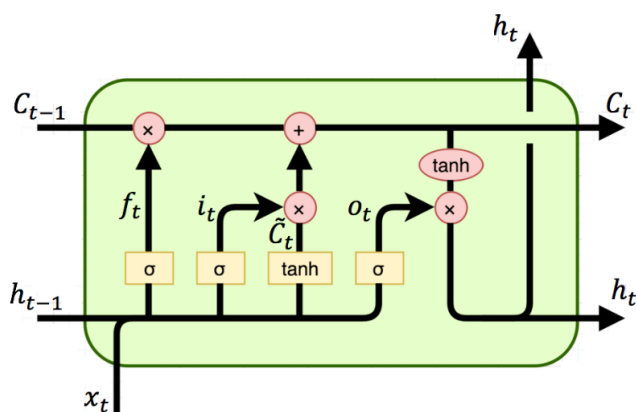 h_t
C_{t-1}
C_t
×
+
tanh
f_t
i_t
×
o_t
×
C̃_t
σ
σ
tanh
σ
h_{t-1}
h_t
x_t